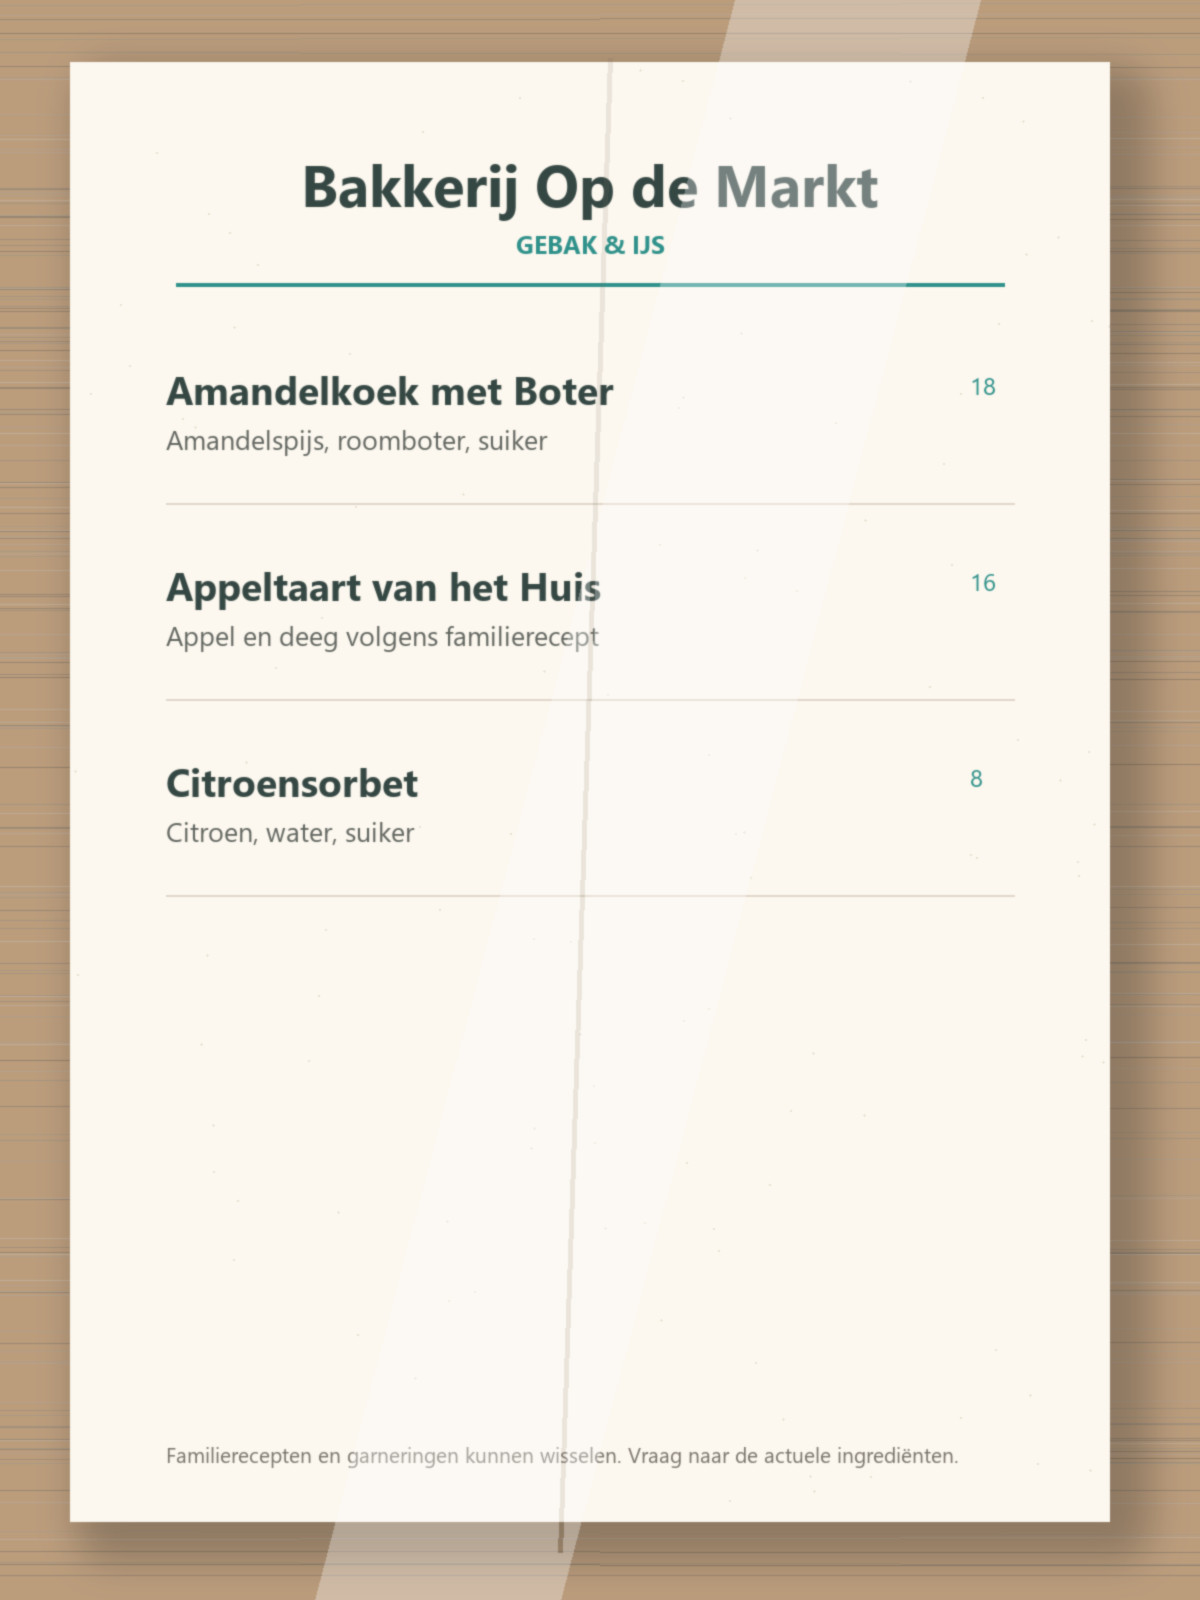 Bakkerij Op de Markt
GEBAK & IJS
Amandelkoek met Boter 18
Amandelspijs, roomboter, suiker
Appeltaart van het Huis 16
Appel en deeg volgens familierecept
Citroensorbet 8
Citroen, water, suiker
Familierecepten en garneringen kunnen wisselen. Vraag naar de actuele ingrediënten.